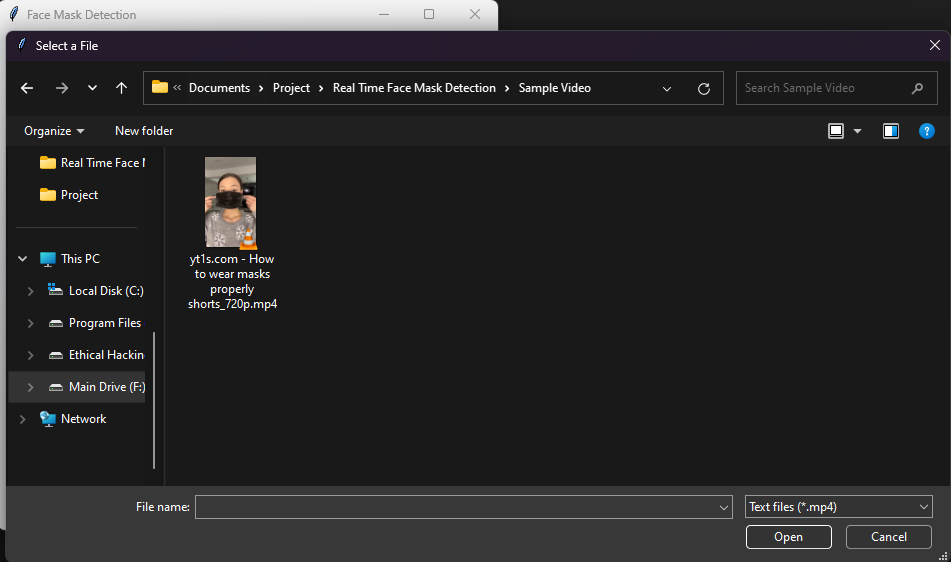 Face Mask Detection
Select a File
Documents > Project > Real Time Face Mask Detection > Sample Video
Search Sample Video
Organize
New folder
Real Time Face M
Project
This PC
Local Disk (C:)
Program Files
Ethical Hackin
Main Drive (F:)
Network
yt1s.com - How
to wear masks
properly
shorts_720p.mp4
File name:
Text files (*.mp4)
Open
Cancel